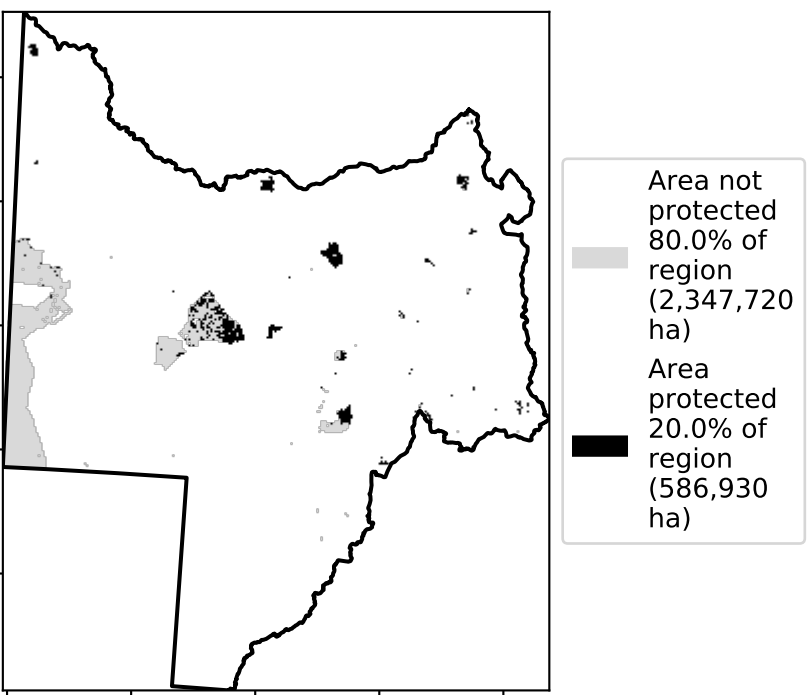 Area not
protected
80.0% of
region
(2,347,720
ha)
Area
protected
20.0% of
region
(586,930
ha)